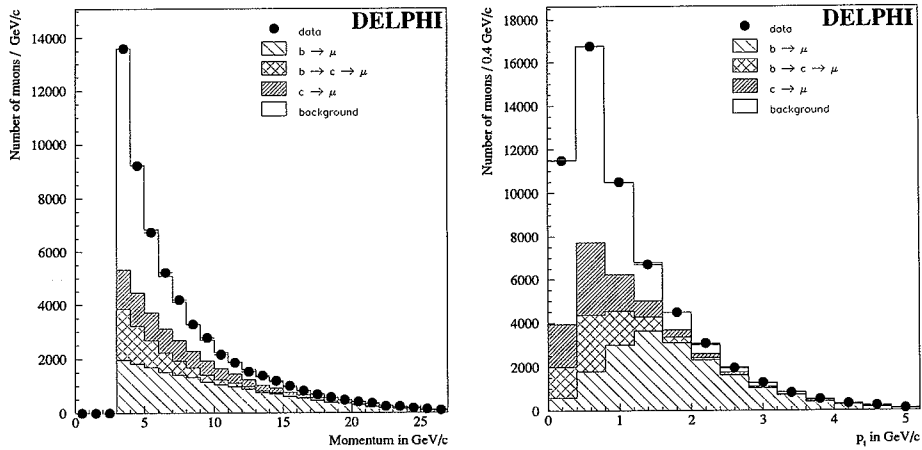 DELPHI
Number of muons / GeV/c
14000
12000
10000
8000
6000
4000
2000
0
data
b → μ
b → c → μ
c → μ
background
0 5 10 15 20 25
Momentum in GeV/c
DELPHI
Number of muons / 0.4 GeV/c
18000
16000
14000
12000
10000
8000
6000
4000
2000
0
data
b → μ
b → c → μ
c → μ
background
0 1 2 3 4 5
p_t in GeV/c